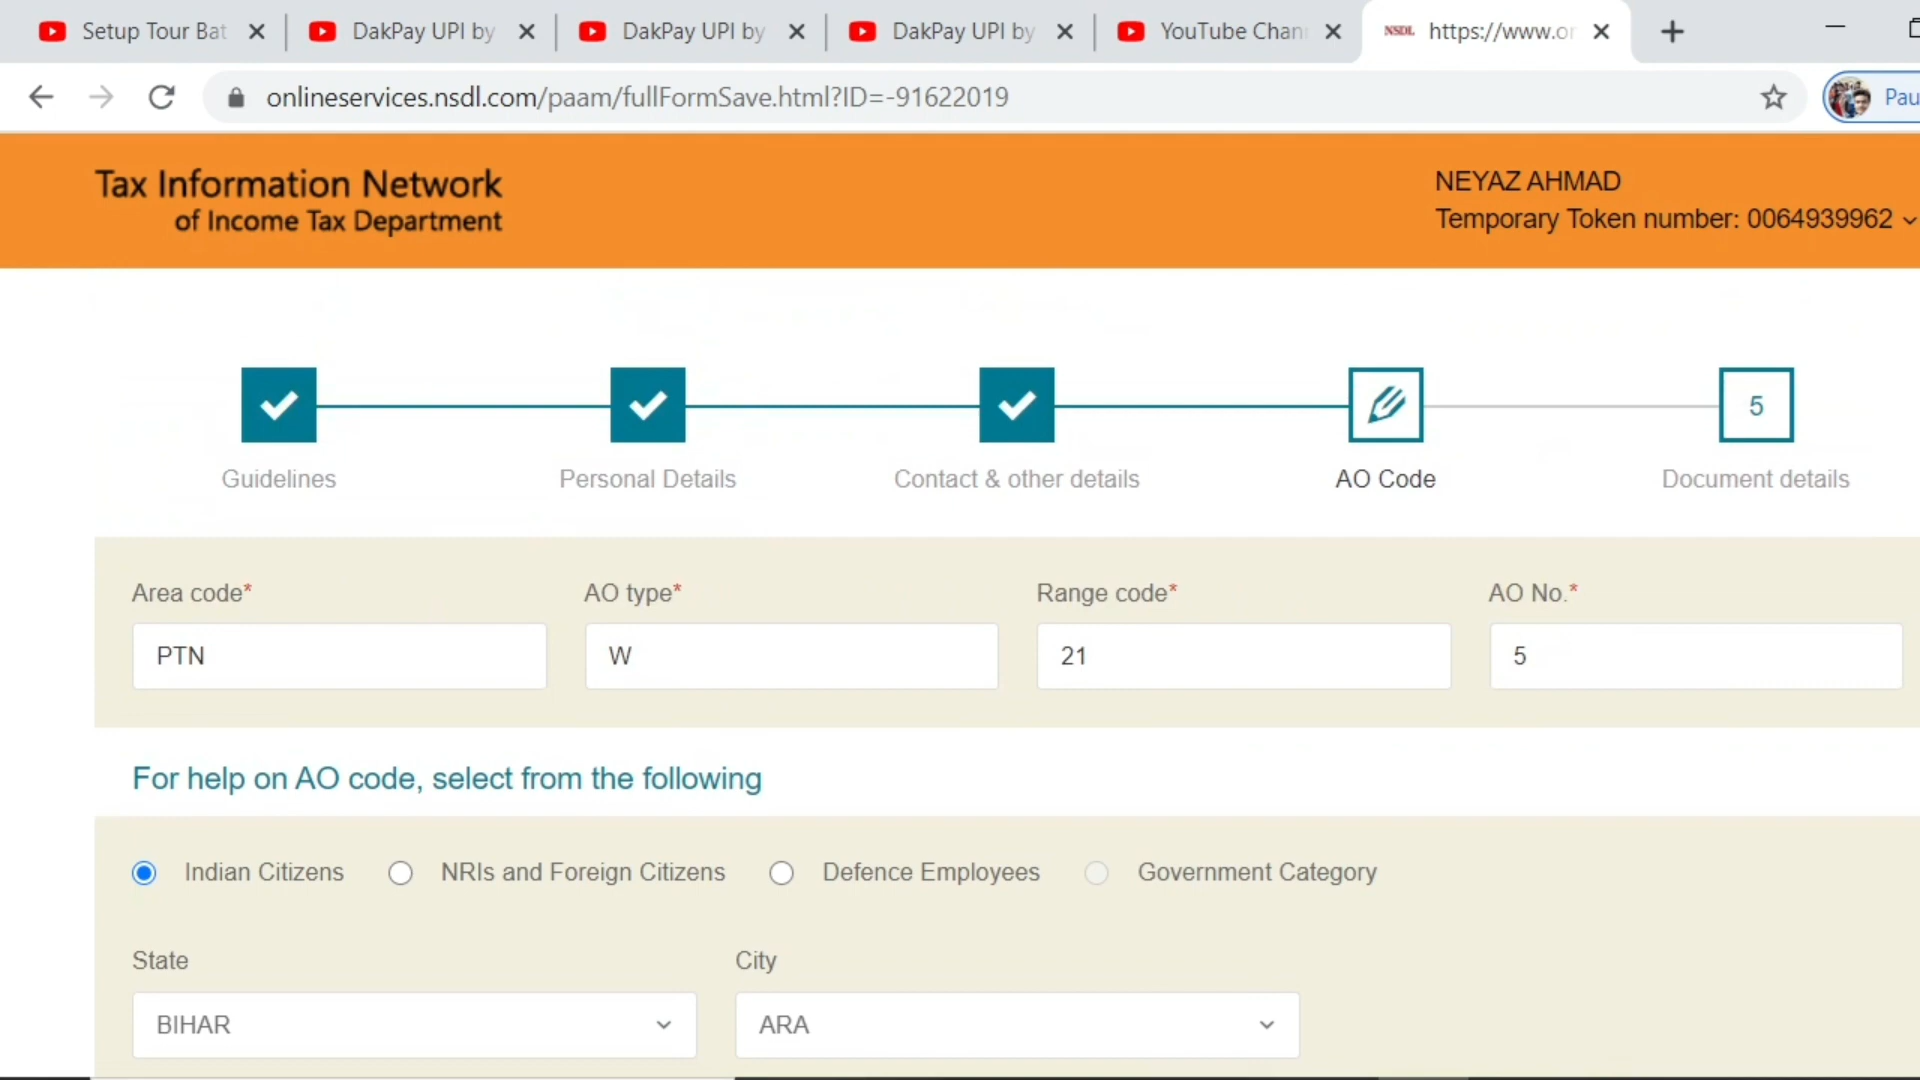 Setup Tour Bat
DakPay UPI by
DakPay UPI by
DakPay UPI by
YouTube Chan
NSDL https://www.or
onlineservices.nsdl.com/paam/fullFormSave.html?ID=-91622019
Pau
Tax Information Network
of Income Tax Department
NEYAZ AHMAD
Temporary Token number: 0064939962
5
Guidelines
Personal Details
Contact & other details
AO Code
Document details
Area code*
AO type*
Range code*
AO No.*
PTN
W
21
5
For help on AO code, select from the following
Indian Citizens
NRIs and Foreign Citizens
Defence Employees
Government Category
State
City
BIHAR
ARA